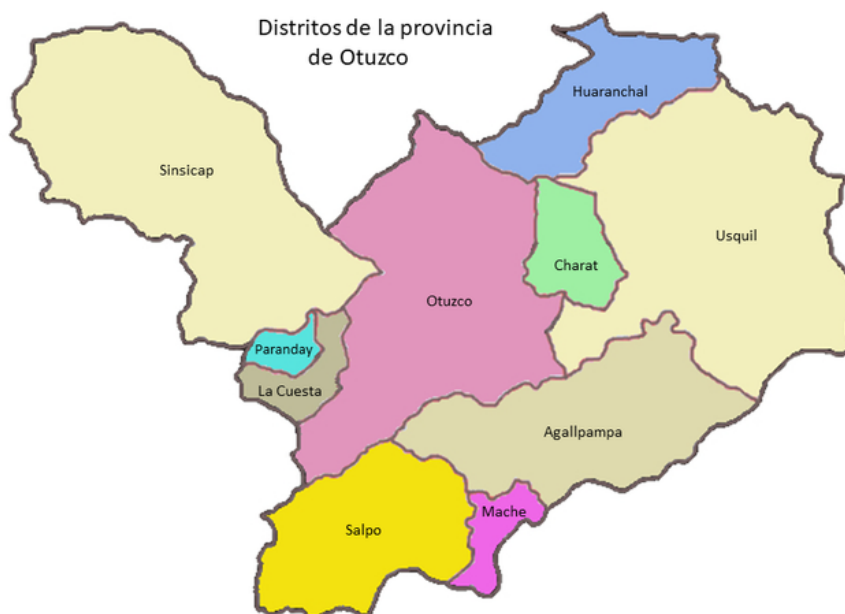 Distritos de la provincia
de Otuzco
Huaranchal
Sinsicap
Usquil
Charat
Otuzco
Paranday
La Cuesta
Agallpampa
Mache
Salpo